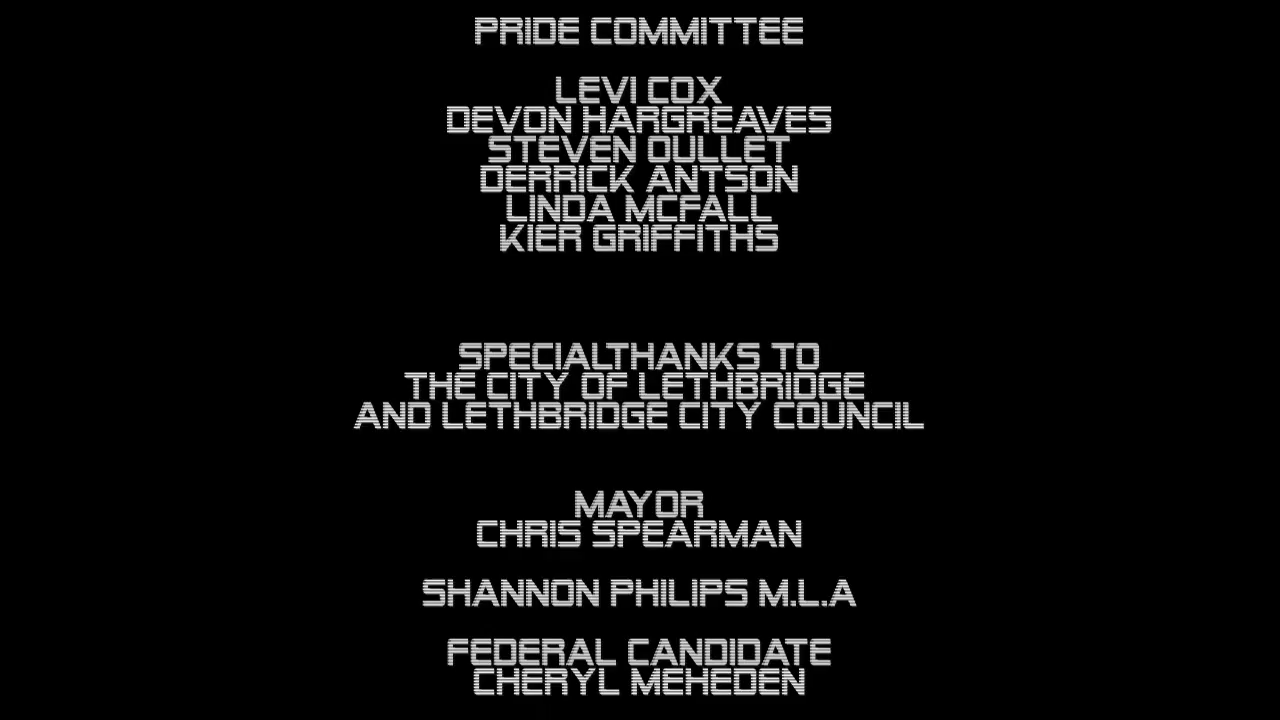 PRIDE COMMITTEE
LEVI COX
DEVON HARGREAVES
STEVEN OULLET
DERRICK ANTSON
LINDA MCFALL
KIER GRIFFITHS
SPECIALTHANKS TO
THE CITY OF LETHBRIDGE
AND LETHBRIDGE CITY COUNCIL
MAYOR
CHRIS SPEARMAN
SHANNON PHILIPS M.L.A
FEDERAL CANDIDATE
CHERYL MEHEDEN